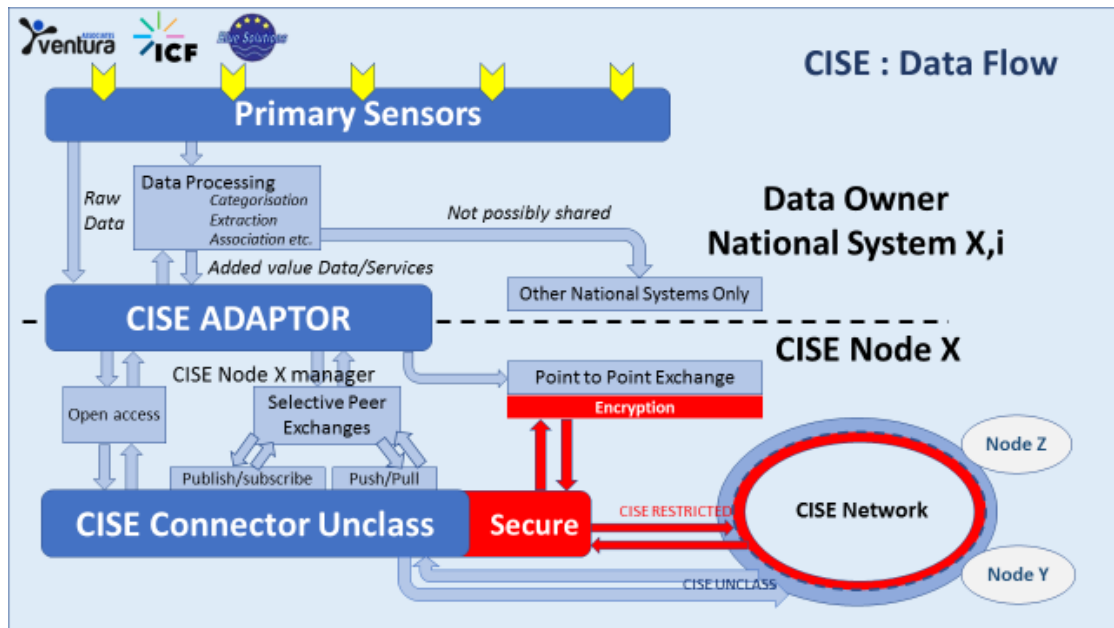 ventura
ASSOCIATES
ICF
Blue Solutions
CISE : Data Flow
Primary Sensors
Raw
Data
Data Processing
Categorisation
Extraction
Association etc.
Not possibly shared
Data Owner
National System X,i
Added value Data/Services
Other National Systems Only
CISE ADAPTOR
CISE Node X
CISE Node X manager
Point to Point Exchange
Encryption
Open access
Selective Peer
Exchanges
Publish/subscribe
Push/Pull
CISE Connector Unclass
Secure
CISE RESTRICTED
CISE UNCLASS
CISE Network
Node Z
Node Y